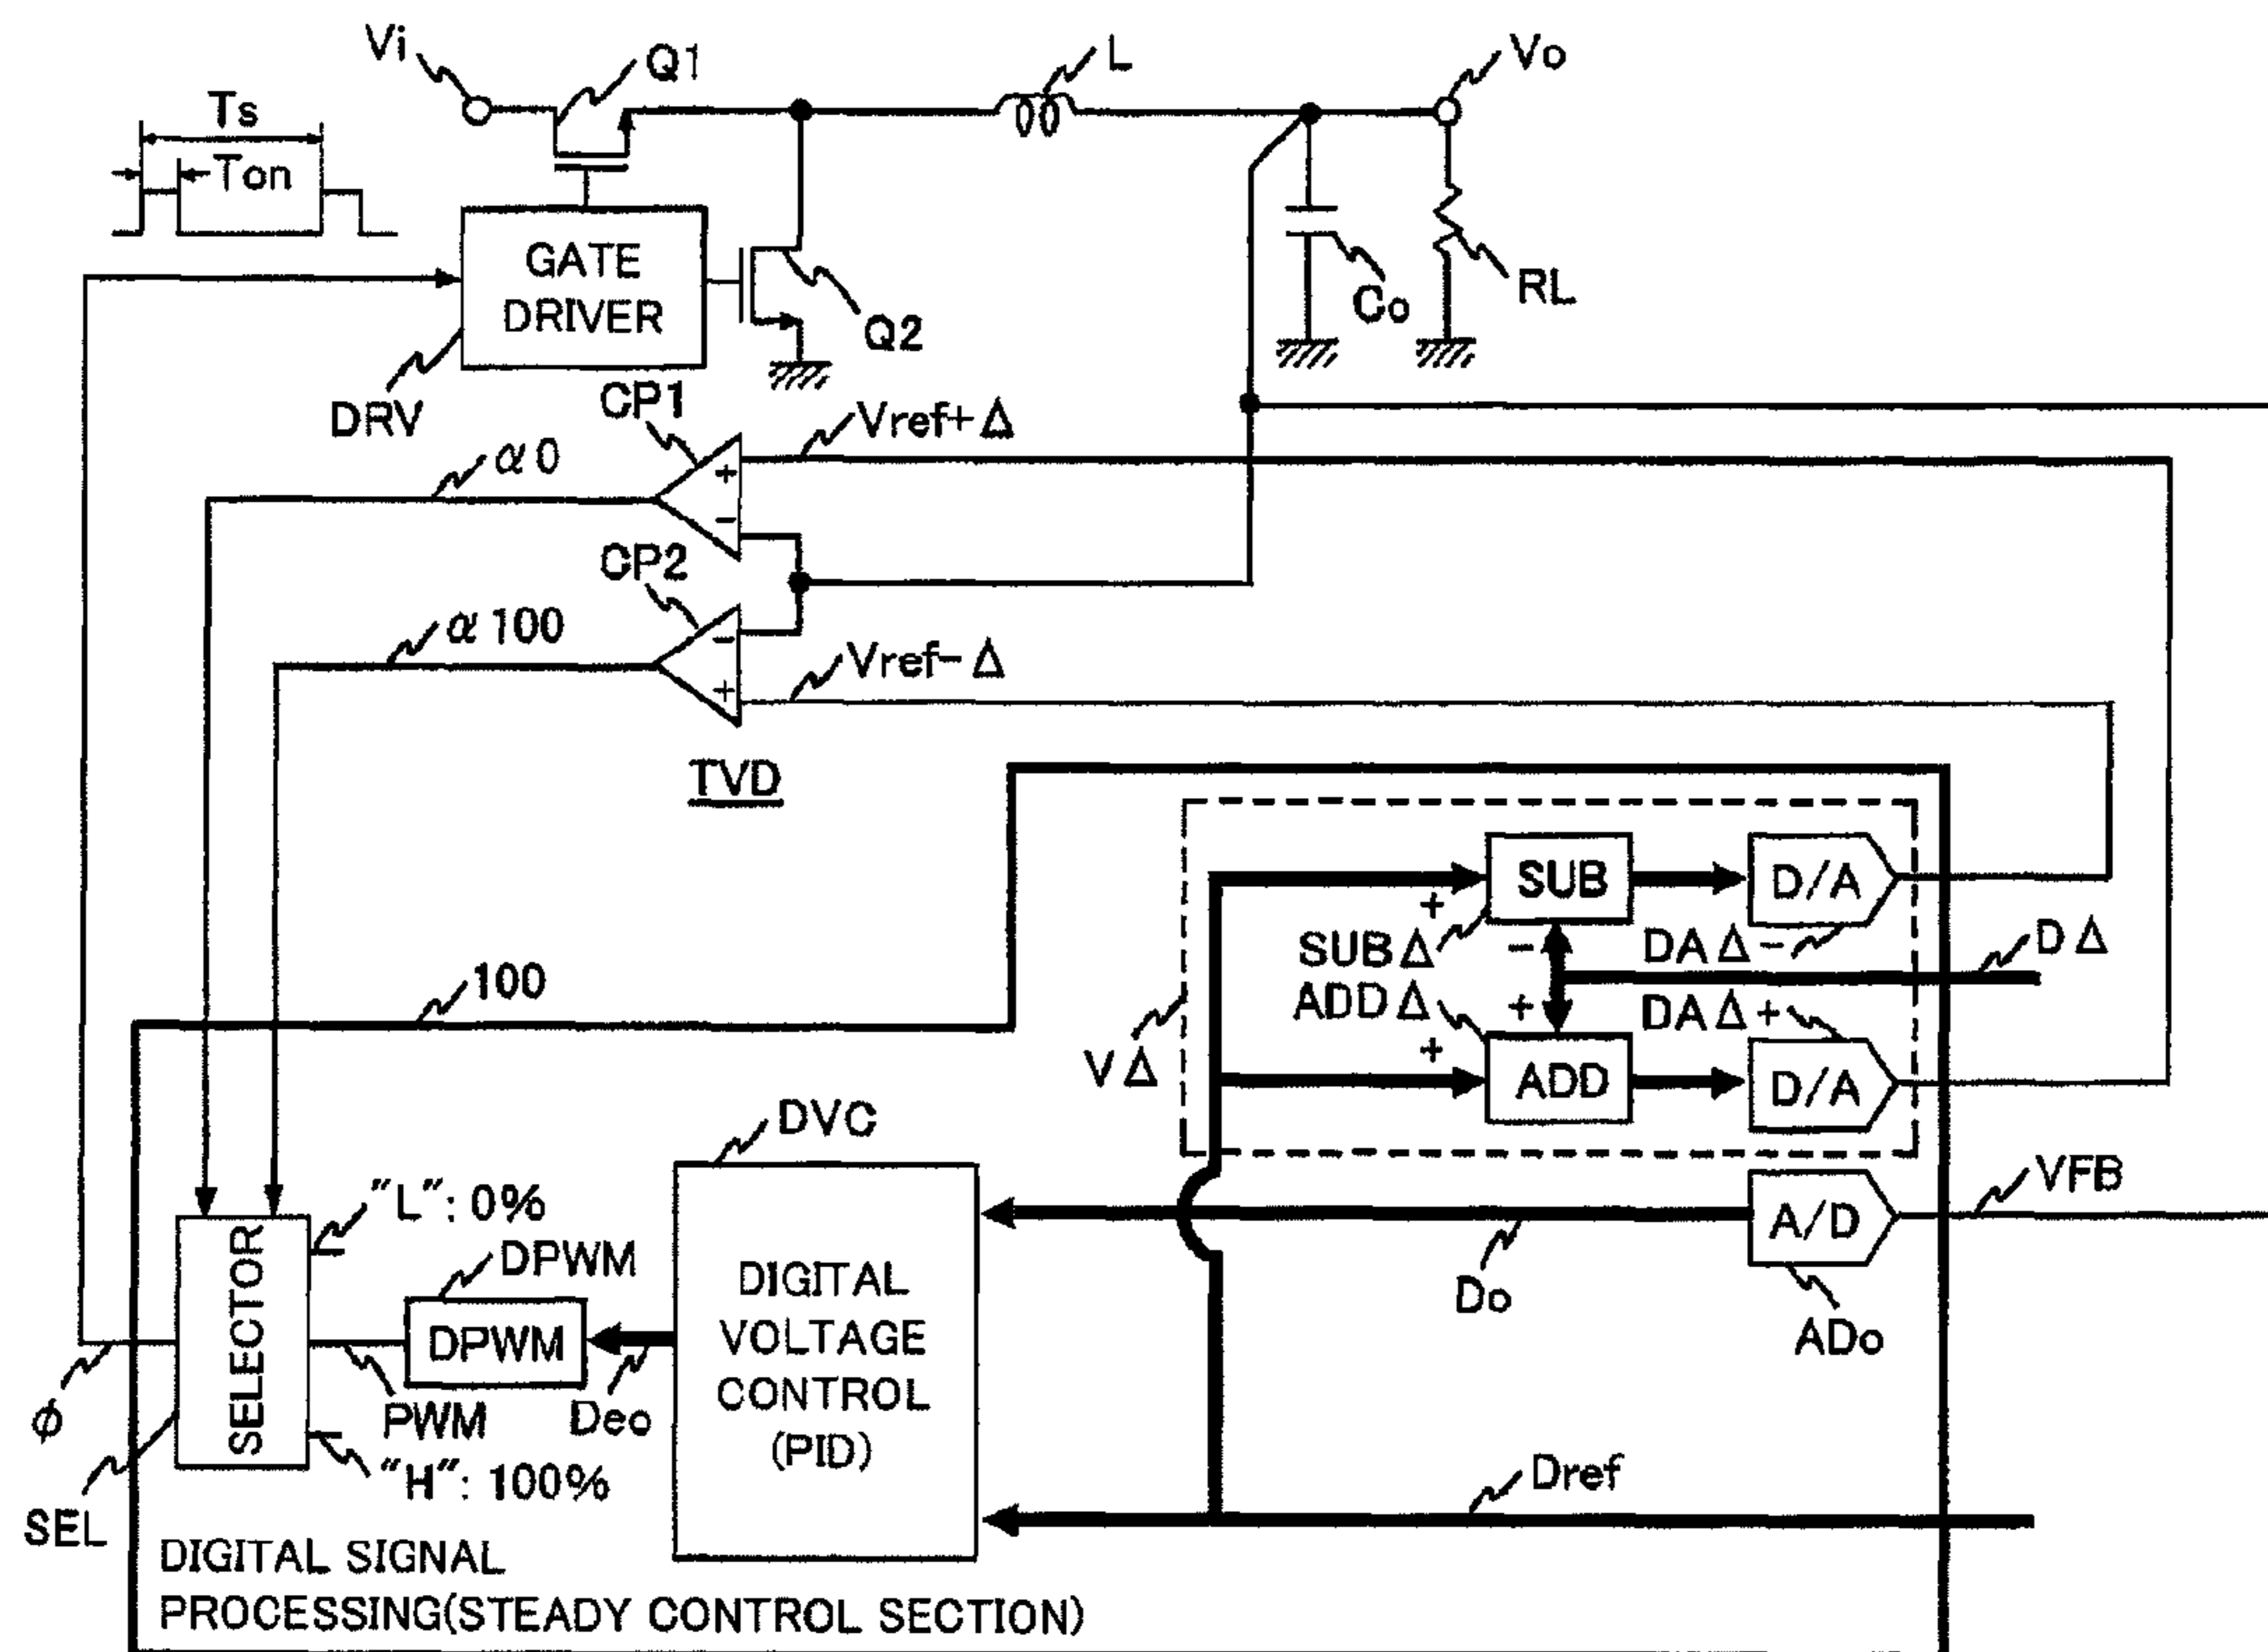 Vi
Q1
L
Vo
Ts
Ton
GATE
DRIVER
Q2
Co
RL
DRV
CP1
Vref+Δ
α0
+
−
CP2
α100
−
+
Vref-Δ
TVD
SUB
D/A
+
SUBΔ
−
DAΔ−
DΔ
100
ADDΔ
+
DAΔ+
+
VΔ
ADD
D/A
DVC
VFB
"L": 0%
A/D
DPWM
SELECTOR
DPWM
DIGITAL
VOLTAGE
CONTROL
(PID)
Do
ADo
φ
PWM
Deo
"H": 100%
Dref
SEL
DIGITAL SIGNAL
PROCESSING(STEADY CONTROL SECTION)